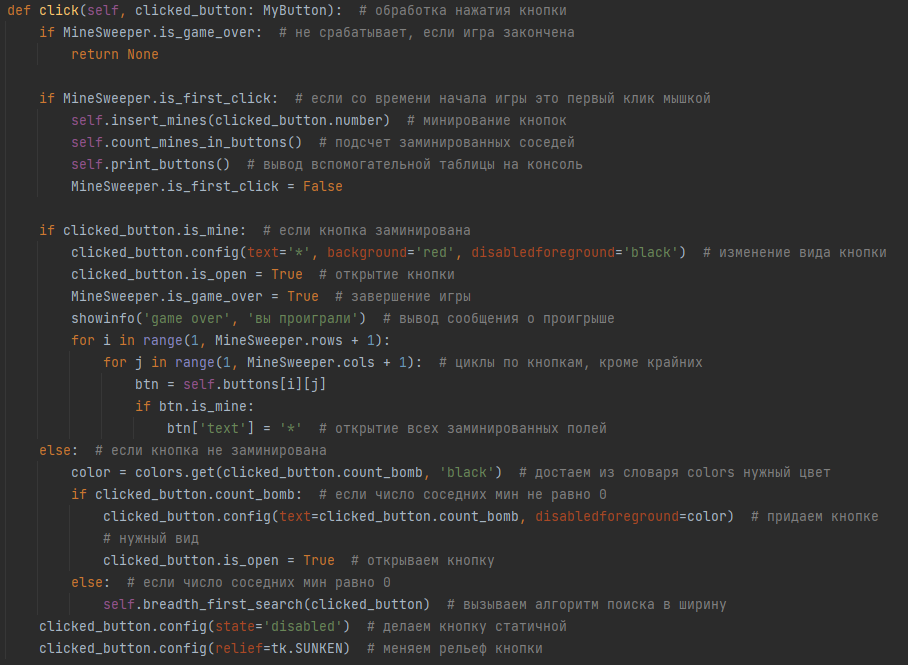 def click(self, clicked_button: MyButton):  # обработка нажатия кнопки
    if MineSweeper.is_game_over:  # не срабатывает, если игра закончена
        return None

    if MineSweeper.is_first_click:  # если со времени начала игры это первый клик мышкой
        self.insert_mines(clicked_button.number)  # минирование кнопок
        self.count_mines_in_buttons()  # подсчет заминированных соседей
        self.print_buttons()  # вывод вспомогательной таблицы на консоль
        MineSweeper.is_first_click = False

    if clicked_button.is_mine:  # если кнопка заминирована
        clicked_button.config(text='*', background='red', disabledforeground='black')  # изменение вида кнопки
        clicked_button.is_open = True  # открытие кнопки
        MineSweeper.is_game_over = True  # завершение игры
        showinfo('game over', 'вы проиграли')  # вывод сообщения о проигрыше
        for i in range(1, MineSweeper.rows + 1):
            for j in range(1, MineSweeper.cols + 1):  # циклы по кнопкам, кроме крайних
                btn = self.buttons[i][j]
                if btn.is_mine:
                    btn['text'] = '*'  # открытие всех заминированных полей
    else:  # если кнопка не заминирована
        color = colors.get(clicked_button.count_bomb, 'black')  # достаем из словаря colors нужный цвет
        if clicked_button.count_bomb:  # если число соседних мин не равно 0
            clicked_button.config(text=clicked_button.count_bomb, disabledforeground=color)  # придаем кнопке
            # нужный вид
            clicked_button.is_open = True  # открываем кнопку
        else:  # если число соседних мин равно 0
            self.breadth_first_search(clicked_button)  # вызываем алгоритм поиска в ширину
    clicked_button.config(state='disabled')  # делаем кнопку статичной
    clicked_button.config(relief=tk.SUNKEN)  # меняем рельеф кнопки